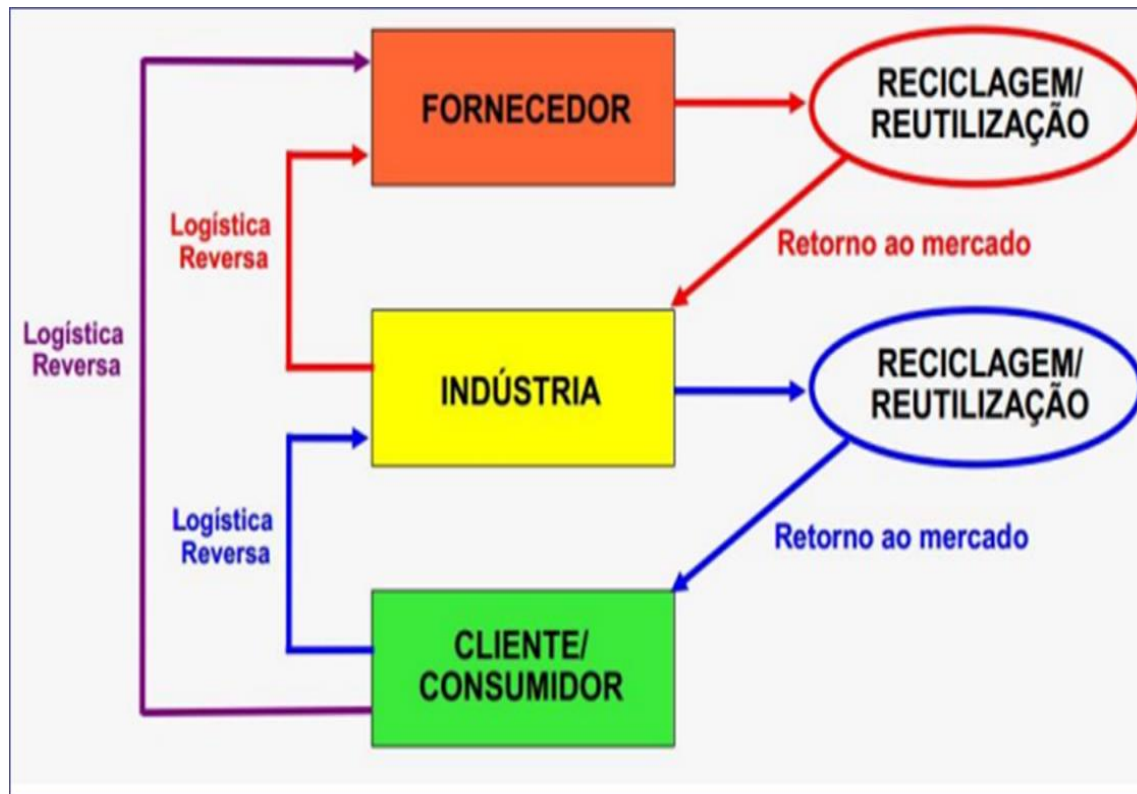 FORNECEDOR
RECICLAGEM/
REUTILIZAÇÃO
Logística
Reversa
Retorno ao mercado
Logística
Reversa
INDÚSTRIA
RECICLAGEM/
REUTILIZAÇÃO
Logística
Reversa
Retorno ao mercado
CLIENTE/
CONSUMIDOR